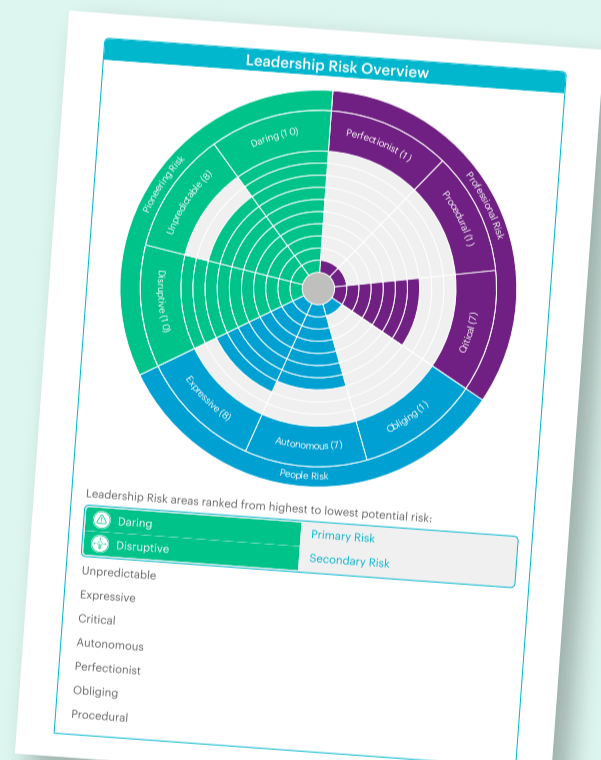 Leadership Risk Overview
Pioneering Risk
Daring (10)
Unpredictable (8)
Disruptive (10)
Professional Risk
Perfectionist (1)
Procedural (1)
Critical (7)
Expressive (8)
Autonomous (7)
Obliging (1)
People Risk
Leadership Risk areas ranked from highest to lowest potential risk:
Daring Primary Risk
Disruptive Secondary Risk
Unpredictable
Expressive
Critical
Autonomous
Perfectionist
Obliging
Procedural